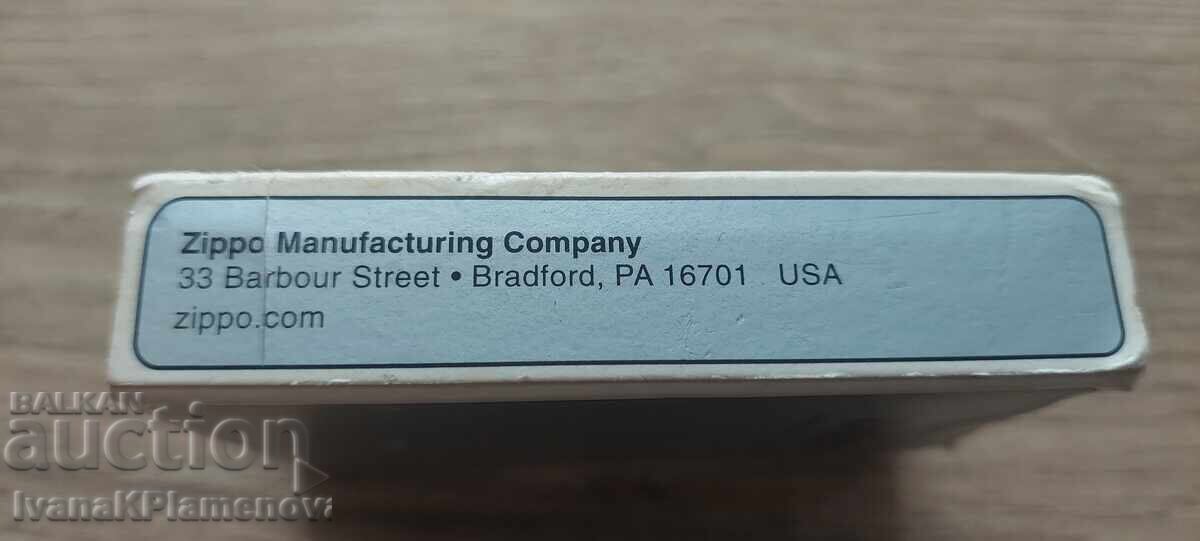 Zippo Manufacturing Company
33 Barbour Street • Bradford, PA 16701 USA
zippo.com
BALKAN
auction
IvanaKPlamenova